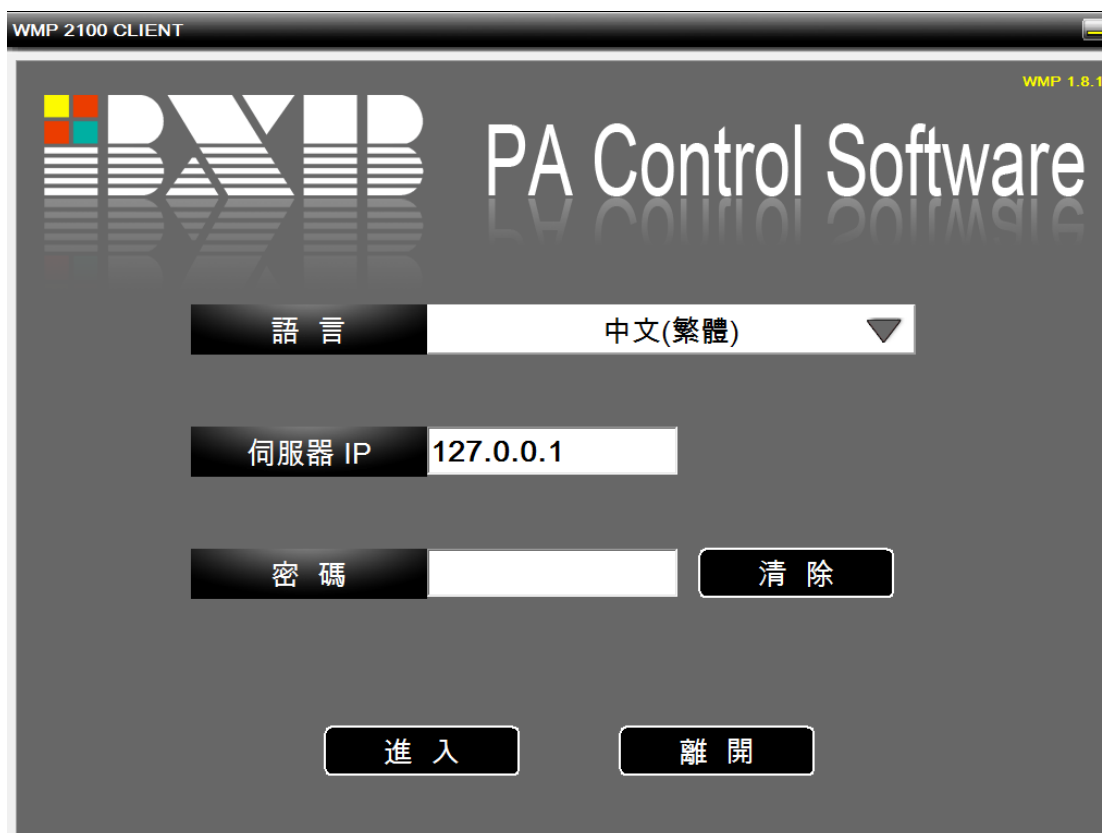 WMP 2100 CLIENT
WMP 1.8.1
BXB
PA Control Software
語 言
中文(繁體)
伺服器 IP
127.0.0.1
密 碼
清 除
進 入
離 開